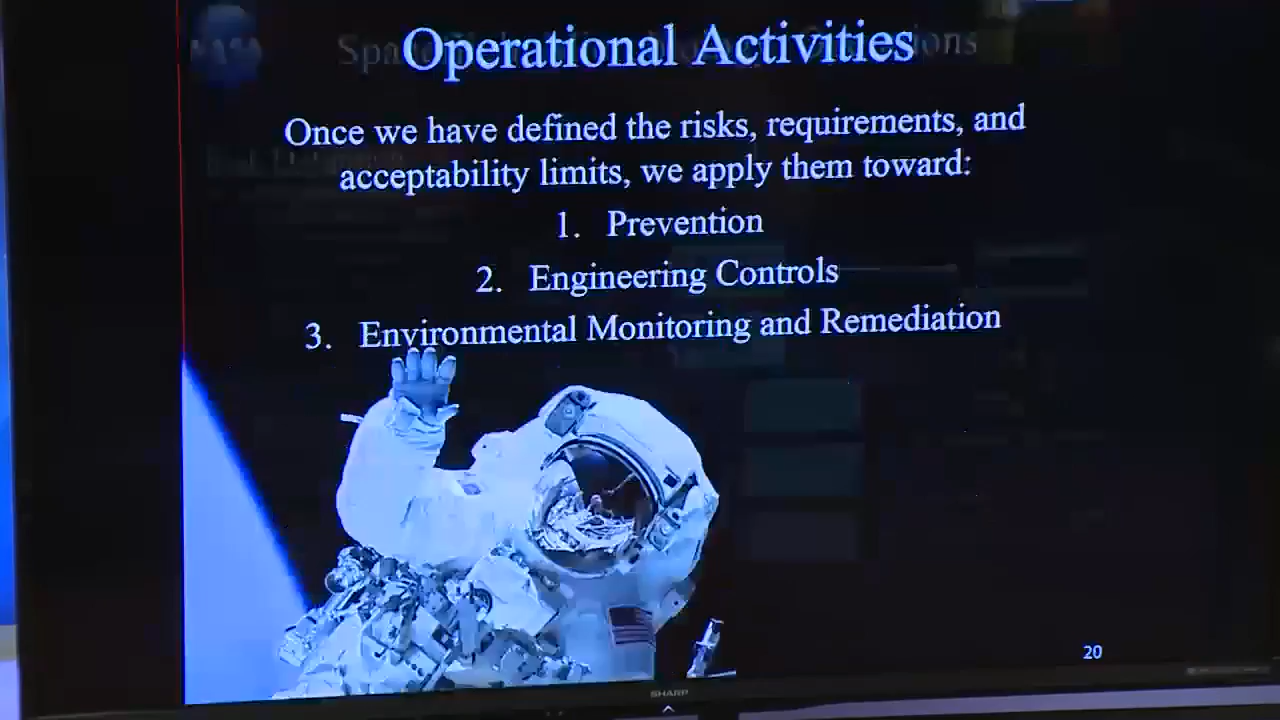 Operational Activities
Once we have defined the risks, requirements, and
acceptability limits, we apply them toward:
1. Prevention
2. Engineering Controls
3. Environmental Monitoring and Remediation
20
SHARP